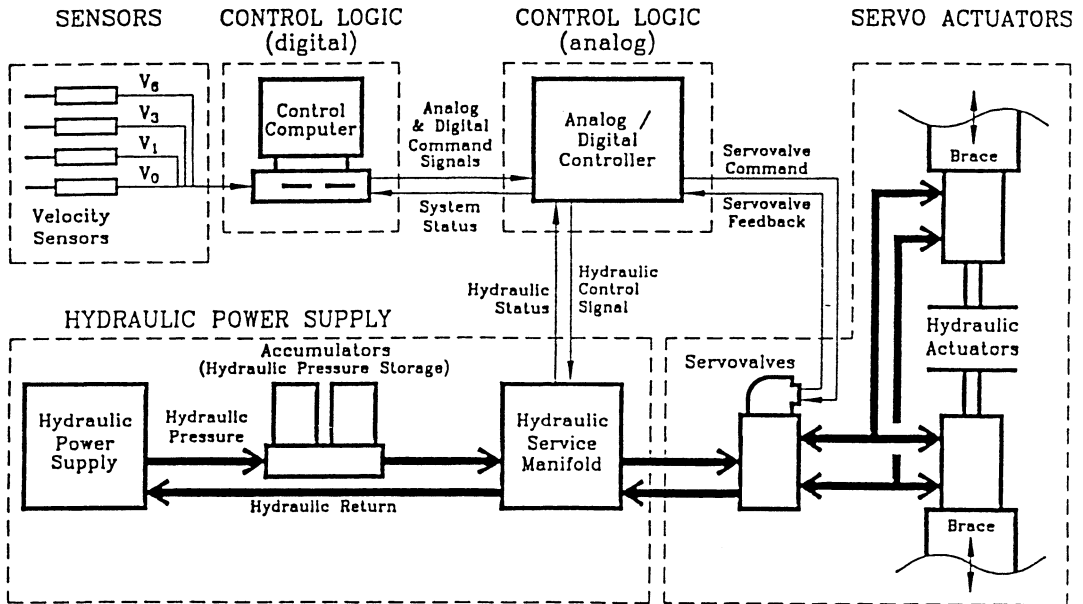 SENSORS
CONTROL LOGIC
(digital)
CONTROL LOGIC
(analog)
SERVO ACTUATORS
V6
V3
V1
V0
Velocity
Sensors
Control
Computer
Analog
& Digital
Command
Signals
System
Status
Analog /
Digital
Controller
Servovalve
Command
Servovalve
Feedback
Brace
Hydraulic
Status
Hydraulic
Control
Signal
Hydraulic
Actuators
HYDRAULIC POWER SUPPLY
Accumulators
(Hydraulic Pressure Storage)
Servovalves
Hydraulic
Power
Supply
Hydraulic
Pressure
Hydraulic
Service
Manifold
Hydraulic Return
Brace